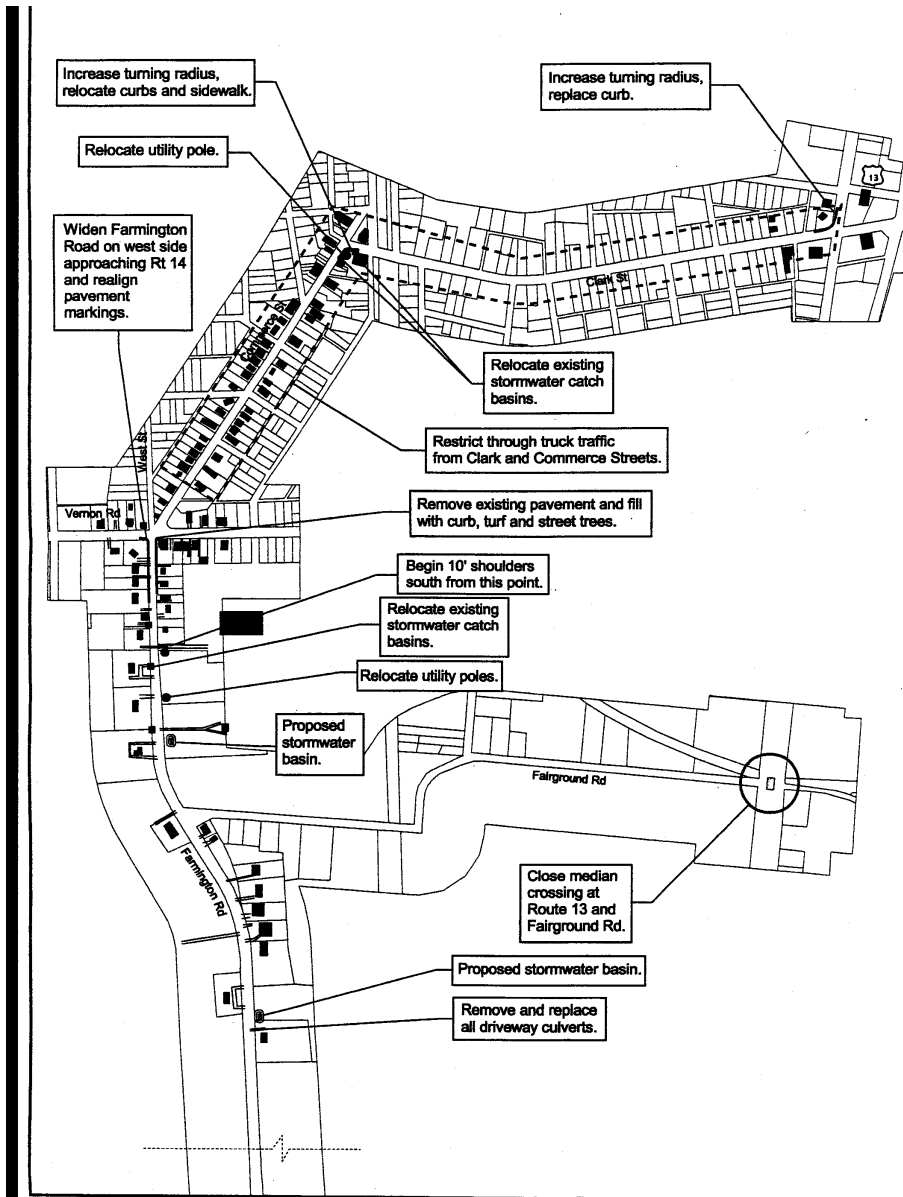 Increase turning radius,
relocate curbs and sidewalk.
Increase turning radius,
replace curb.
Relocate utility pole.
13
Widen Farmington
Road on west side
approaching Rt 14
and realign
pavement
markings.
Clark St
Commerce St
Relocate existing
stormwater catch
basins.
Restrict through truck traffic
from Clark and Commerce Streets.
West St
Vernon Rd
Remove existing pavement and fill
with curb, turf and street trees.
Begin 10' shoulders
south from this point.
Relocate existing
stormwater catch
basins.
Relocate utility poles.
Proposed
stormwater
basin.
Fairground Rd
Farmington Rd
Close median
crossing at
Route 13 and
Fairground Rd.
Proposed stormwater basin.
Remove and replace
all driveway culverts.